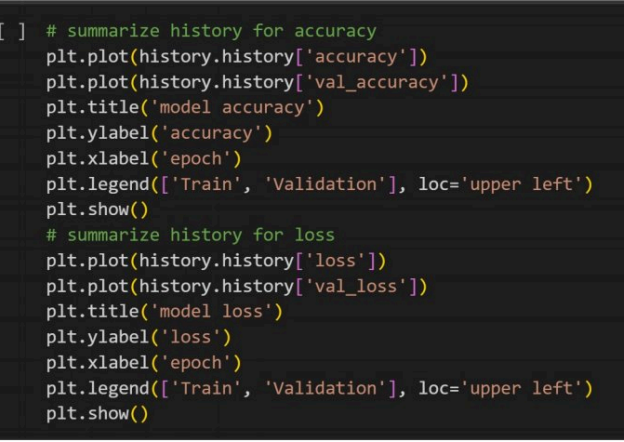 [ ] # summarize history for accuracy
plt.plot(history.history['accuracy'])
plt.plot(history.history['val_accuracy'])
plt.title('model accuracy')
plt.ylabel('accuracy')
plt.xlabel('epoch')
plt.legend(['Train', 'Validation'], loc='upper left')
plt.show()
# summarize history for loss
plt.plot(history.history['loss'])
plt.plot(history.history['val_loss'])
plt.title('model loss')
plt.ylabel('loss')
plt.xlabel('epoch')
plt.legend(['Train', 'Validation'], loc='upper left')
plt.show()